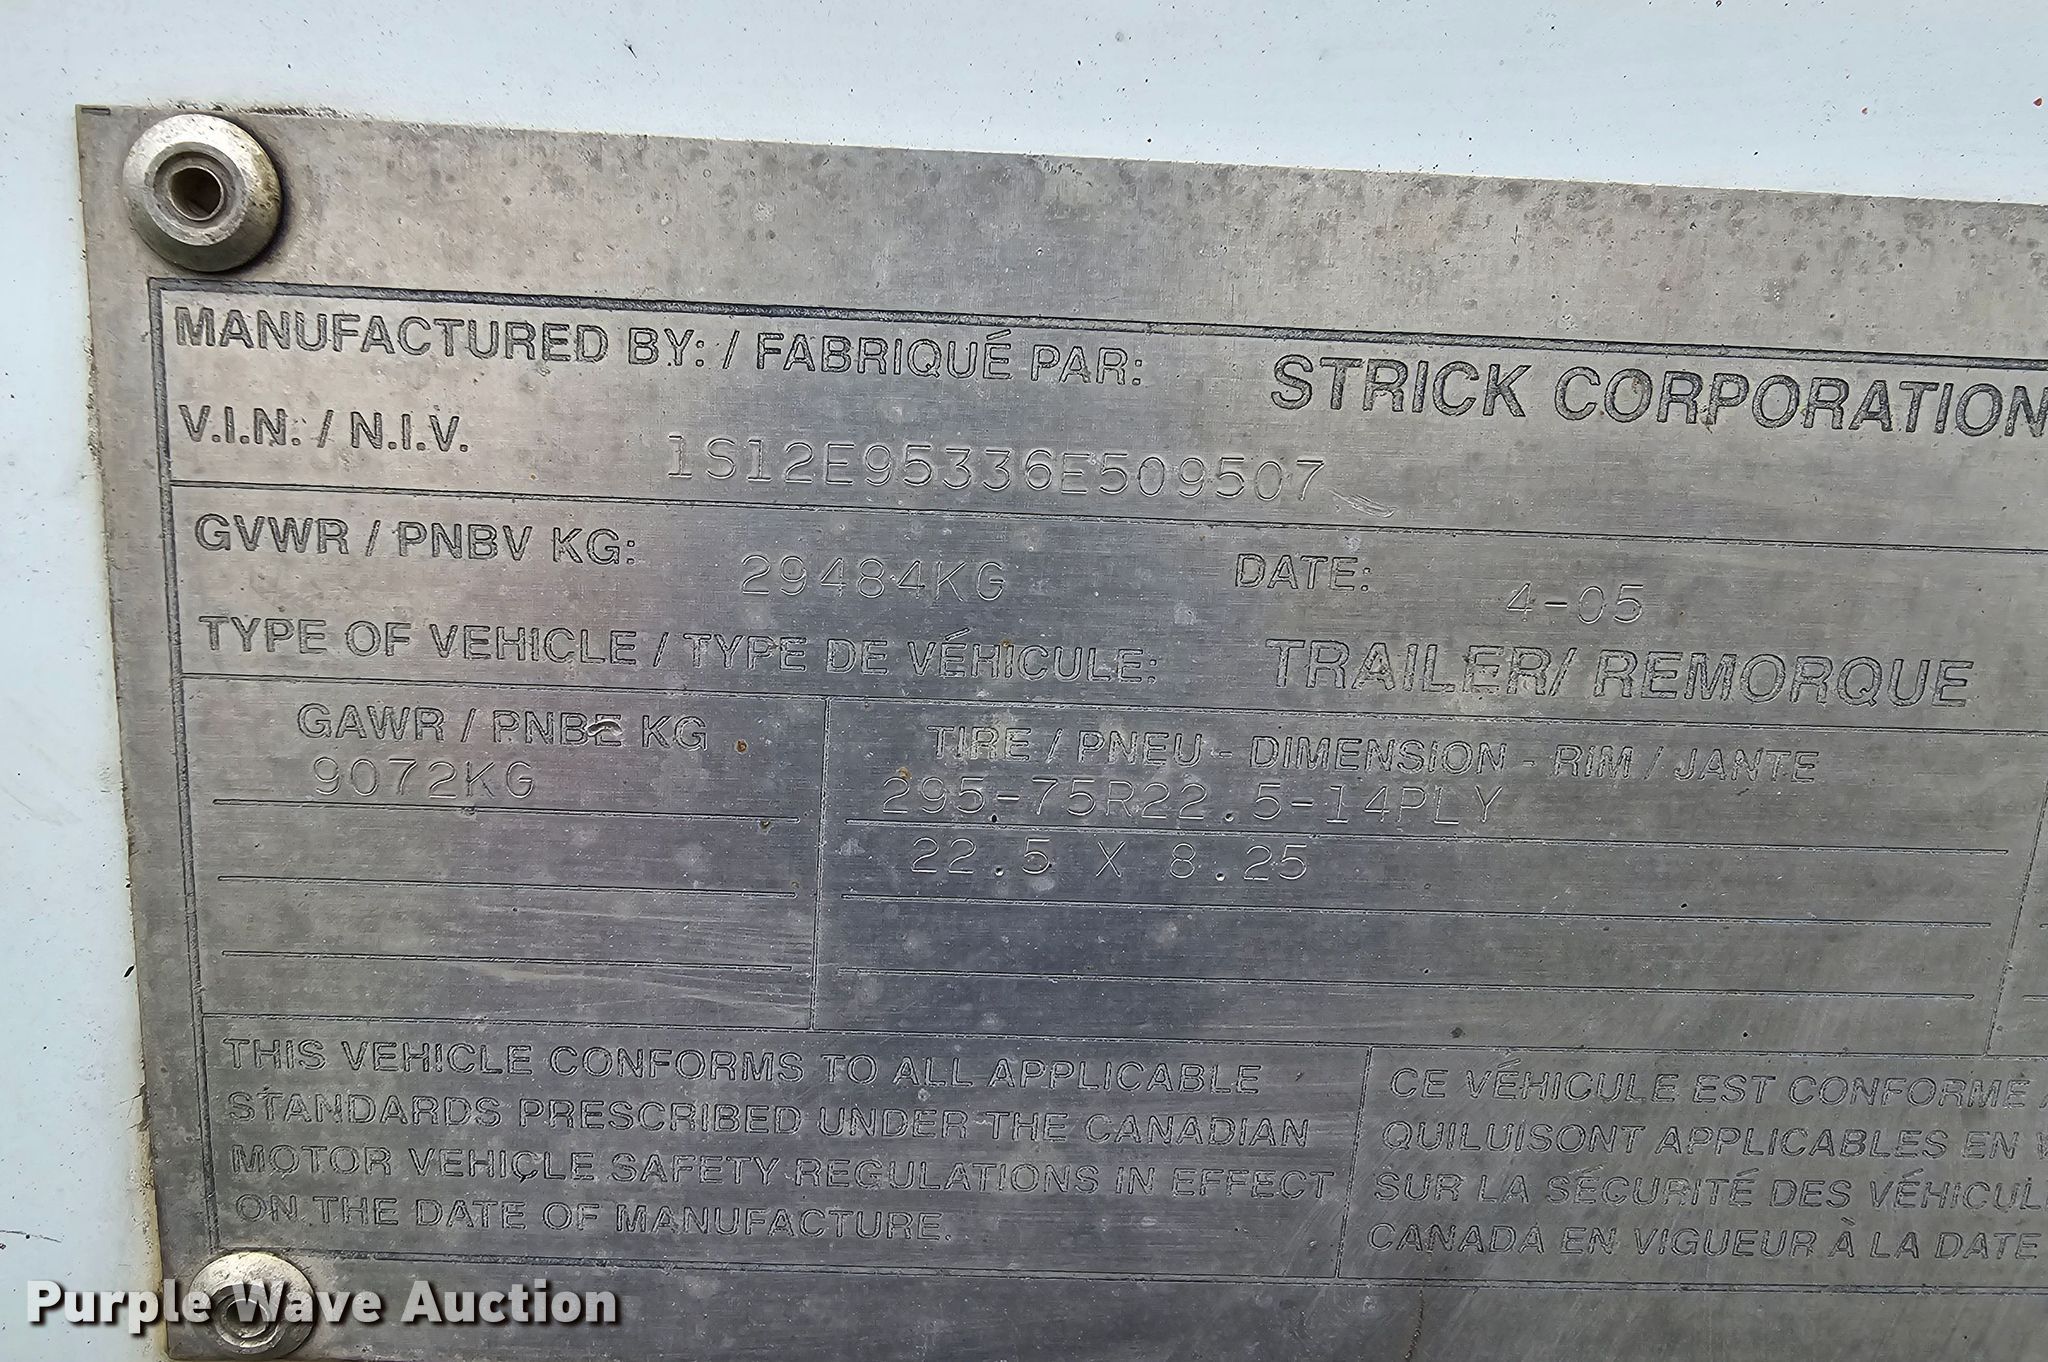 MANUFACTURED BY: / FABRIQUÉ PAR: STRICK CORPORATION
V.I.N. / N.I.V. 1S12E95336E509507
GVWR / PNBV KG: 29484KG DATE: 4-05
TYPE OF VEHICLE / TYPE DE VÉHICULE: TRAILER/ REMORQUE
GAWR / PNBE KG TIRE / PNEU - DIMENSION - RIM / JANTE
9072KG 295-75R22.5-14PLY
22.5 X 8.25
THIS VEHICLE CONFORMS TO ALL APPLICABLE
STANDARDS PRESCRIBED UNDER THE CANADIAN
MOTOR VEHICLE SAFETY REGULATIONS IN EFFECT
ON THE DATE OF MANUFACTURE.
CE VÉHICULE EST CONFORME
QUILUISONT APPLICABLES EN
SUR LA SÉCURITÉ DES VÉHICUL
CANADA EN VIGUEUR À LA DATE
Purple Wave Auction